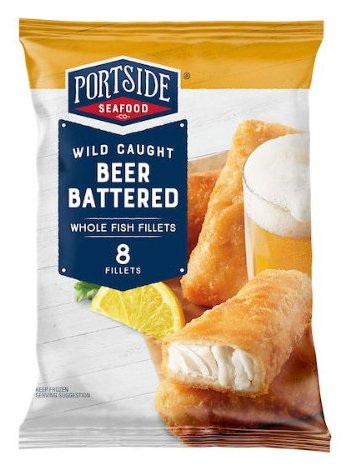 PORTSIDE
®
SEAFOOD
CO
WILD CAUGHT
BEER
BATTERED
WHOLE FISH FILLETS
8
FILLETS
KEEP FROZEN
SERVING SUGGESTION